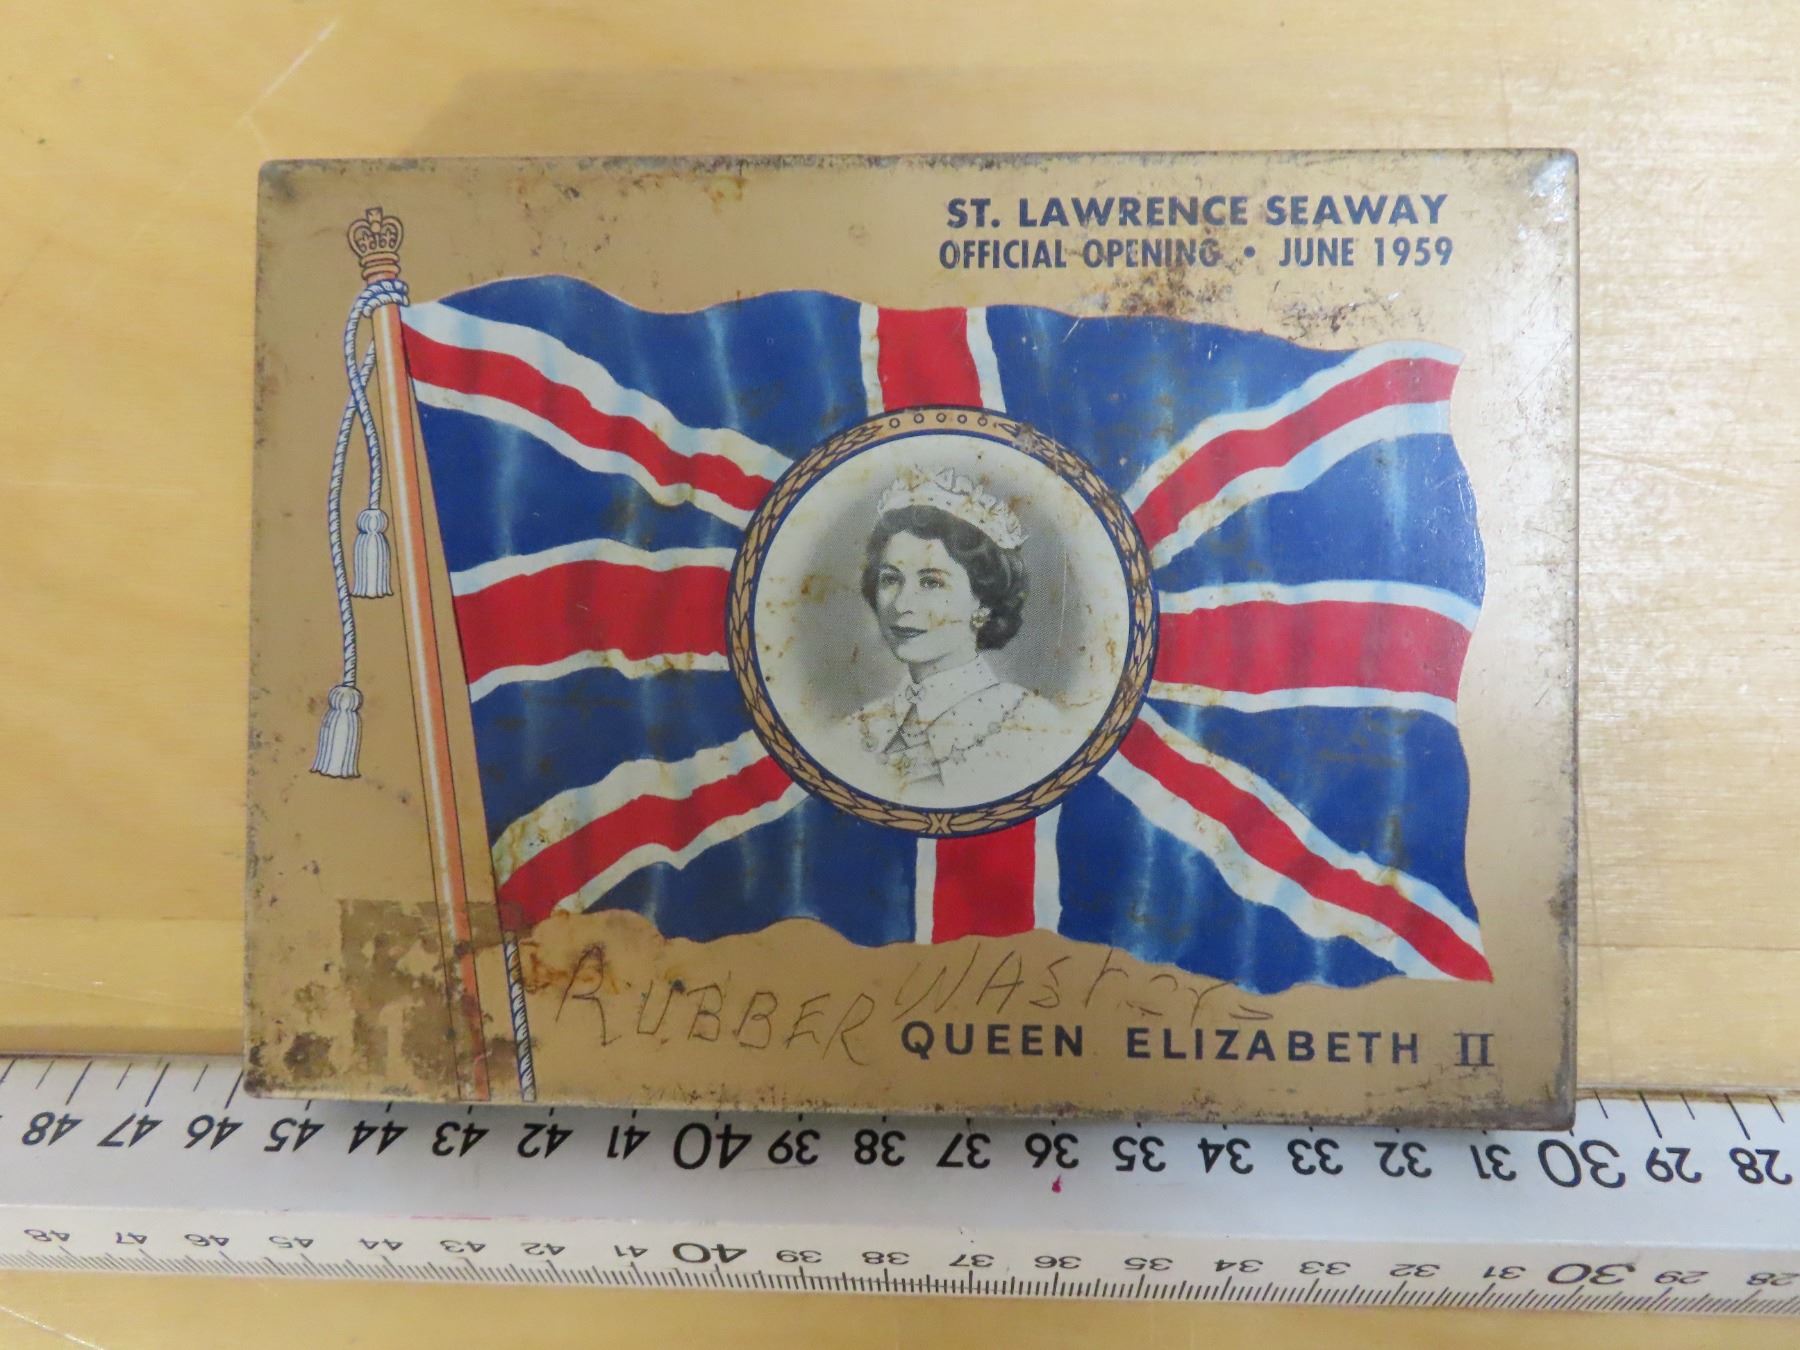 ST. LAWRENCE SEAWAY
OFFICIAL OPENING • JUNE 1959
RUBBER WASHERS
QUEEN ELIZABETH II
48 47 46 45 44 43 42 41 40 39 38 37 36 35 34 33 32 31 30 29 28
48 47 46 45 44 43 42 41 40 39 38 37 36 35 34 33 32 31 30 29 28